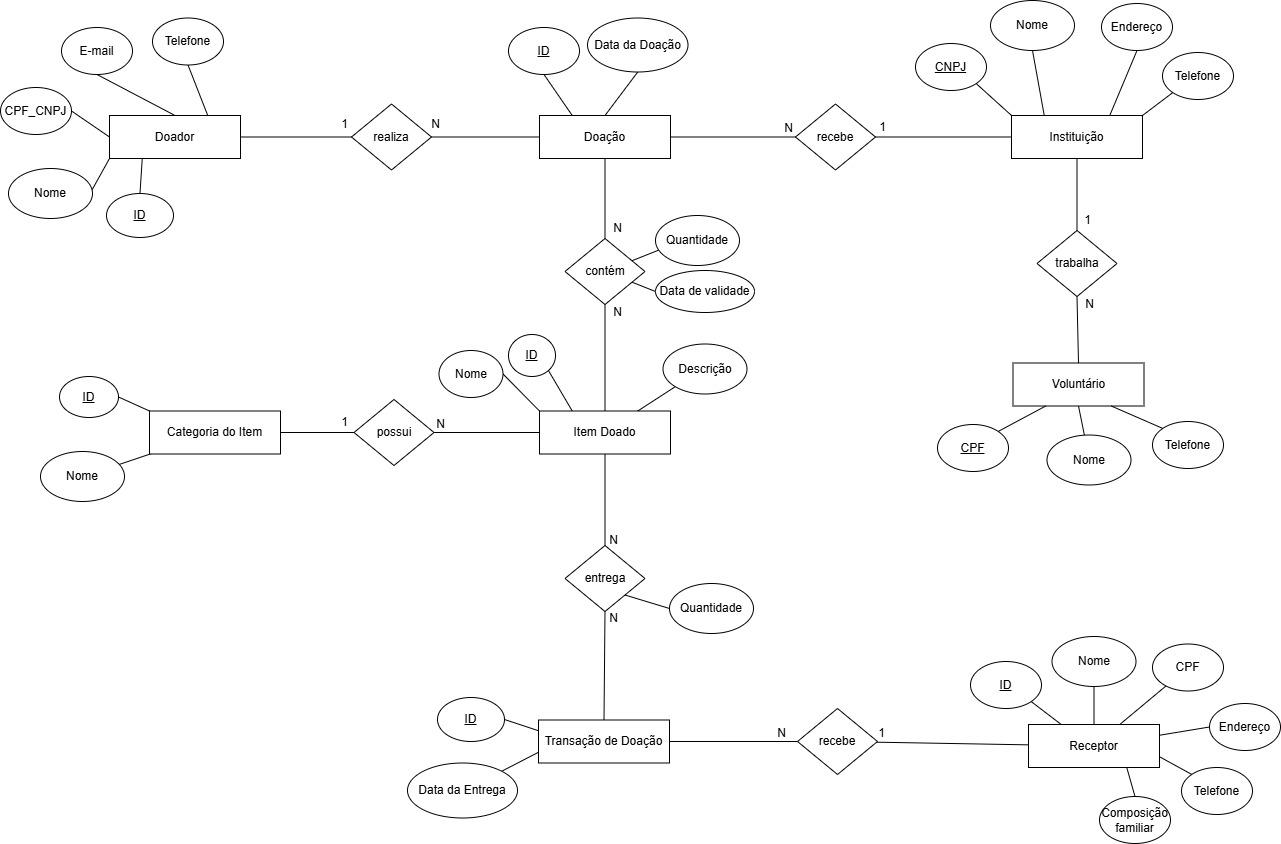 Nome
Endereço
E-mail
Telefone
ID
Data da Doação
CNPJ
Telefone
CPF_CNPJ
Doador
1
realiza
N
Doação
N
recebe
1
Instituição
Nome
ID
N
1
Quantidade
contém
trabalha
Data de validade
N
N
Nome
ID
Descrição
Voluntário
ID
Categoria do Item
1
possui
N
Item Doado
CPF
Nome
Telefone
Nome
N
entrega
Quantidade
N
ID
Nome
CPF
ID
Endereço
Transação de Doação
N
recebe
1
Receptor
Data da Entrega
Telefone
Composição
familiar